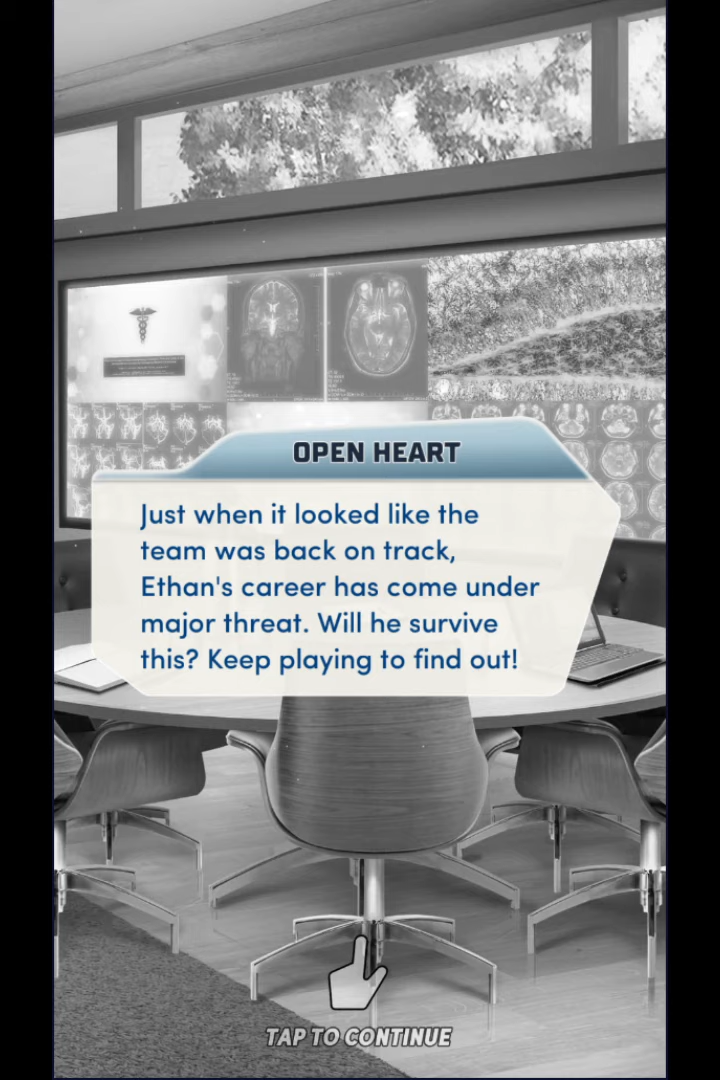 OPEN HEART
Just when it looked like the
team was back on track,
Ethan's career has come under
major threat. Will he survive
this? Keep playing to find out!
TAP TO CONTINUE